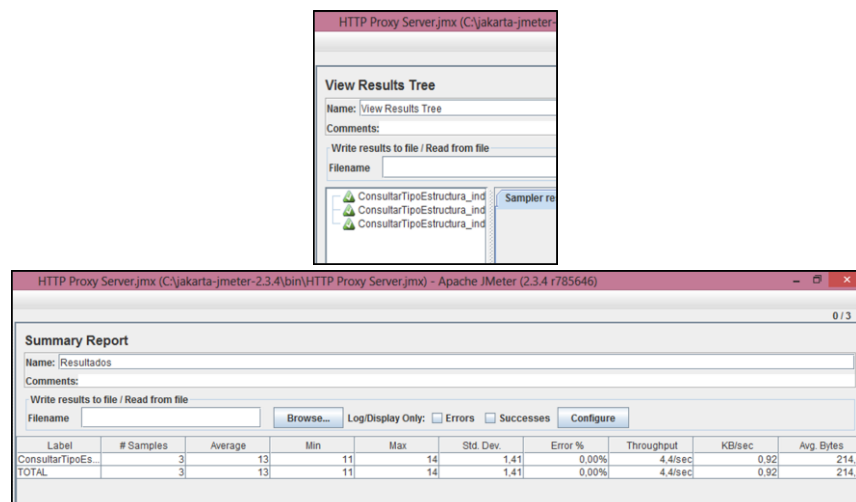 HTTP Proxy Server.jmx (C:\jakarta-jmeter-
View Results Tree
Name: View Results Tree
Comments:
Write results to file / Read from file
Filename
ConsultarTipoEstructura_ind
ConsultarTipoEstructura_ind
ConsultarTipoEstructura_ind
Sampler re
HTTP Proxy Server.jmx (C:\jakarta-jmeter-2.3.4\bin\HTTP Proxy Server.jmx) - Apache JMeter (2.3.4 r785646)
0 / 3
Summary Report
Name: Resultados
Comments:
Write results to file / Read from file
Filename Browse... Log/Display Only: Errors Successes Configure
Label # Samples Average Min Max Std. Dev. Error % Throughput KB/sec Avg. Bytes
ConsultarTipoEs... 3 13 11 14 1,41 0,00% 4,4/sec 0,92 214,
TOTAL 3 13 11 14 1,41 0,00% 4,4/sec 0,92 214,